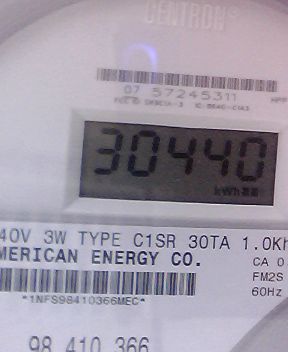 CENTRON®
07 57245311
30440
kWh
40V 3W TYPE C1SR 30TA 1.0Kh
MERICAN ENERGY CO.
CA 0
FM2S
*1NFS98410366MEC*
60Hz
98 410 366